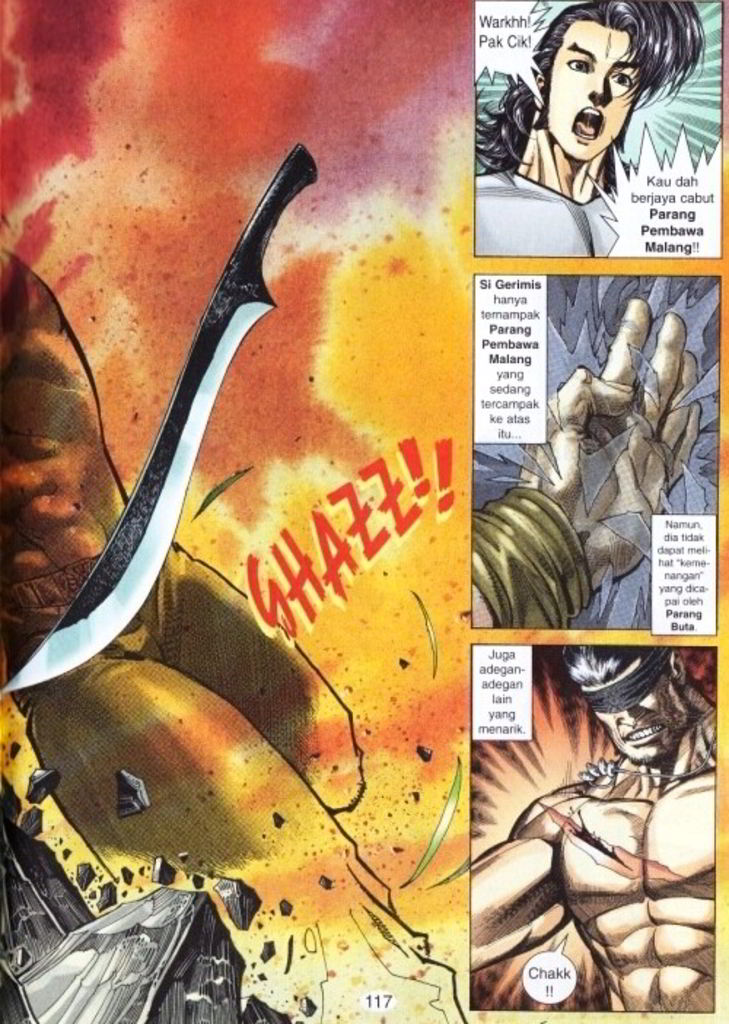 Warkhh!
Pak Cik!
Kau dah
berjaya cabut
Parang
Pembawa
Malang!!
Si Gerimis
hanya
ternampak
Parang
Pembawa
Malang
yang
sedang
tercampak
ke atas
itu...
Namun,
dia tidak
dapat meli-
hat "keme-
nangan"
yang dica-
pai oleh
Parang
Buta.
GHAZZ!!
Juga
adegan-
adegan
lain
yang
menarik.
Chakk
!!
117